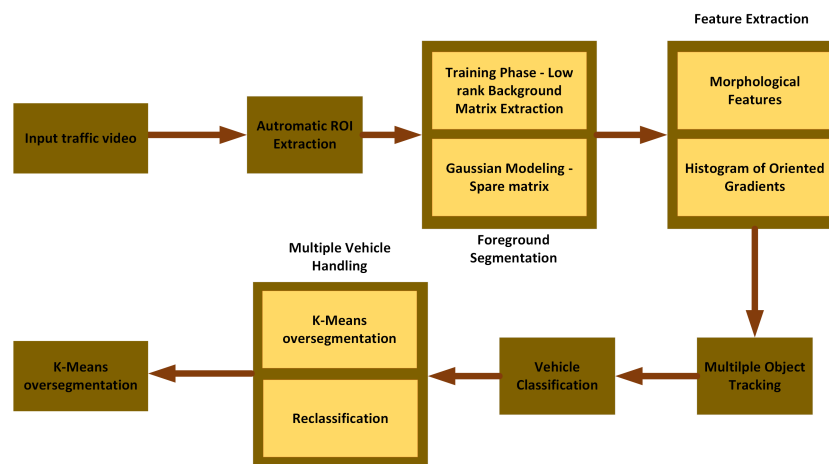 Input traffic video
Autromatic ROI
Extraction
Training Phase - Low
rank Background
Matrix Extraction
Gaussian Modeling -
Spare matrix
Foreground
Segmentation
Feature Extraction
Morphological
Features
Histogram of Oriented
Gradients
Multilple Object
Tracking
Vehicle
Classification
Multiple Vehicle
Handling
K-Means
oversegmentation
Reclassification
K-Means
oversegmentation